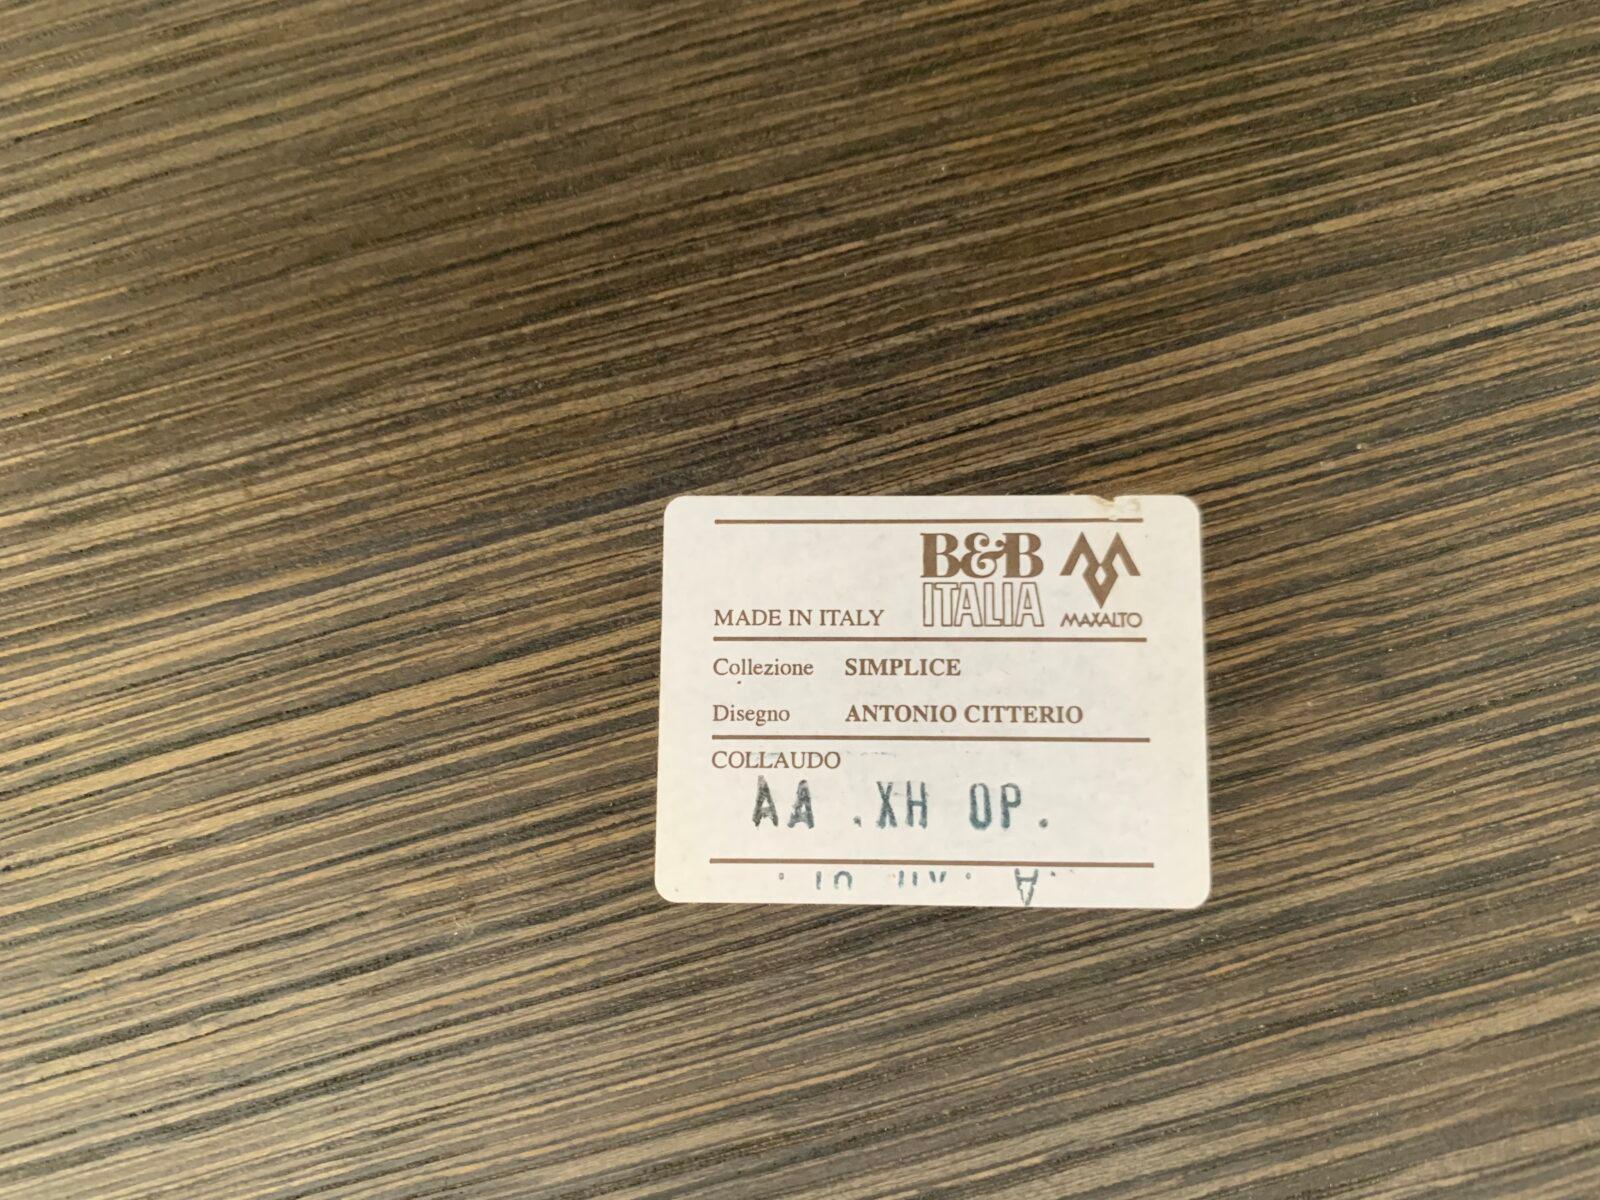 B&B
ITALIA
MAXALTO
MADE IN ITALY
Collezione SIMPLICE
Disegno ANTONIO CITTERIO
COLLAUDO
AA .XH OP.